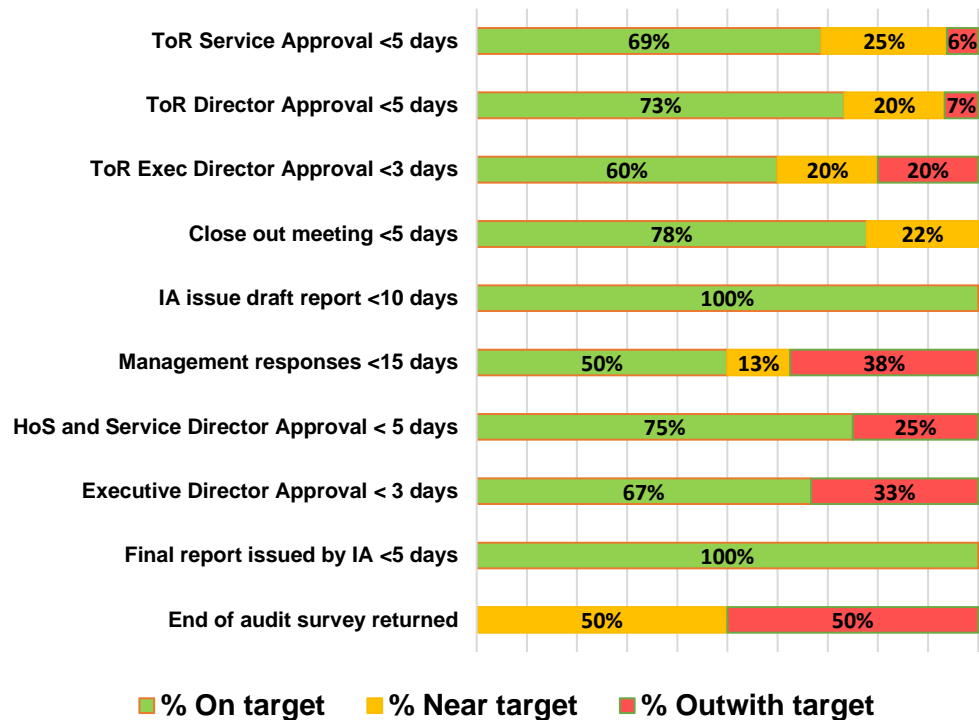 ToR Service Approval <5 days 69% 25% 6%
ToR Director Approval <5 days 73% 20% 7%
ToR Exec Director Approval <3 days 60% 20% 20%
Close out meeting <5 days 78% 22%
IA issue draft report <10 days 100%
Management responses <15 days 50% 13% 38%
HoS and Service Director Approval < 5 days 75% 25%
Executive Director Approval < 3 days 67% 33%
Final report issued by IA <5 days 100%
End of audit survey returned 50% 50%
% On target % Near target % Outwith target